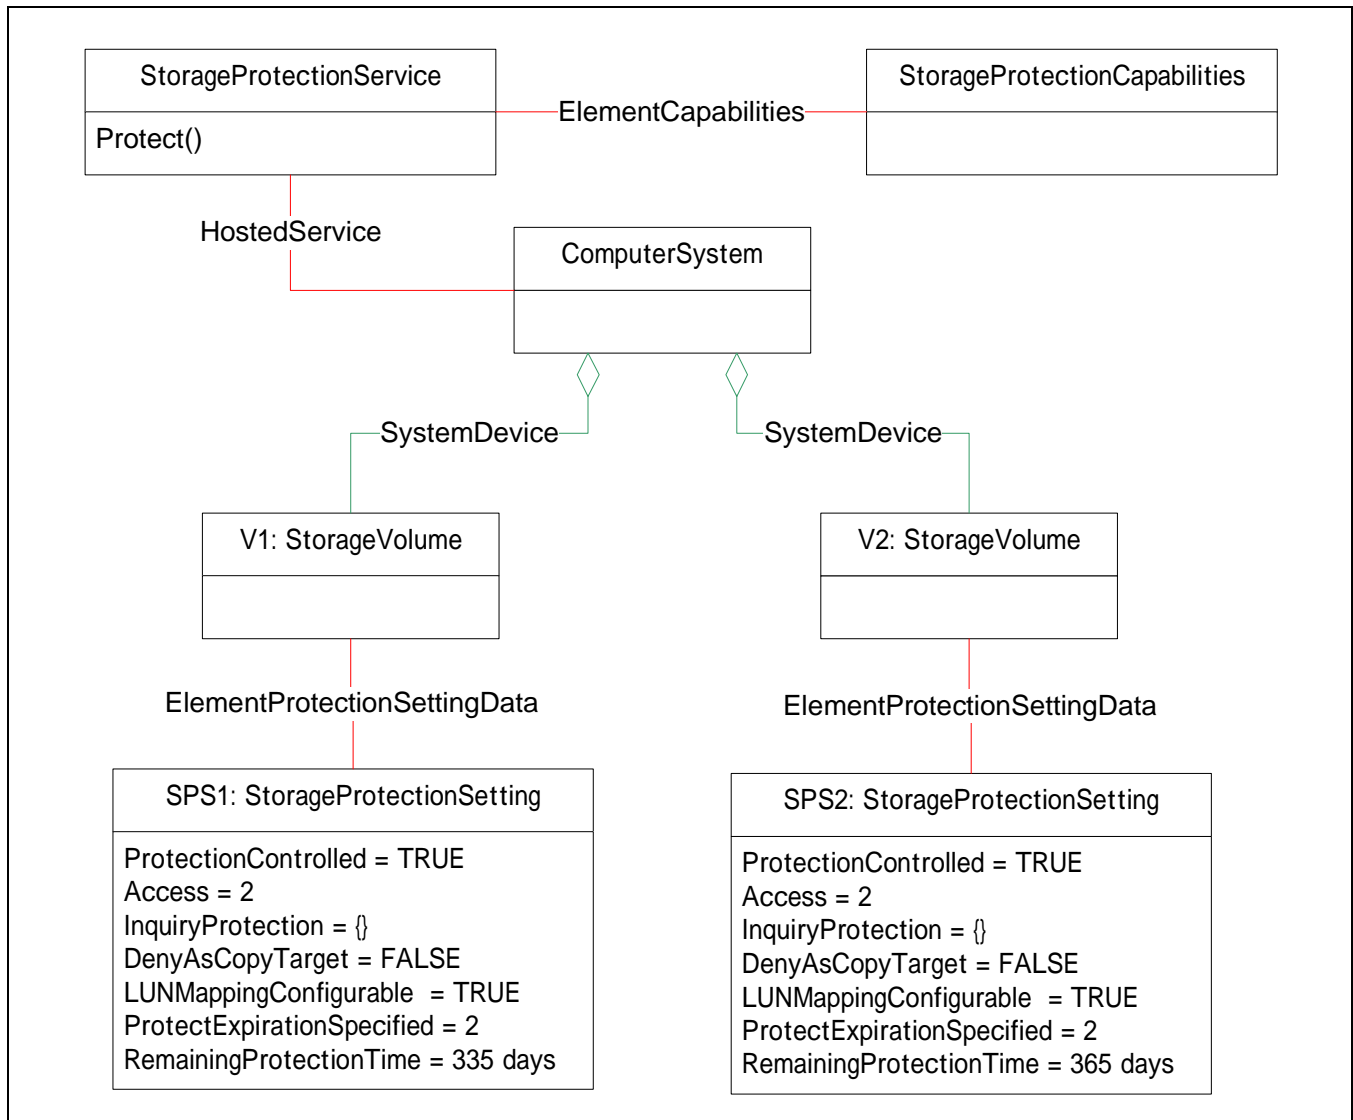 StorageProtectionService
Protect()
ElementCapabilities
StorageProtectionCapabilities
HostedService
ComputerSystem
SystemDevice
SystemDevice
V1: StorageVolume
V2: StorageVolume
ElementProtectionSettingData
ElementProtectionSettingData
SPS1: StorageProtectionSetting
ProtectionControlled = TRUE
Access = 2
InquiryProtection = {}
DenyAsCopyTarget = FALSE
LUNMappingConfigurable  = TRUE
ProtectExpirationSpecified = 2
RemainingProtectionTime = 335 days
SPS2: StorageProtectionSetting
ProtectionControlled = TRUE
Access = 2
InquiryProtection = {}
DenyAsCopyTarget = FALSE
LUNMappingConfigurable  = TRUE
ProtectExpirationSpecified = 2
RemainingProtectionTime = 365 days